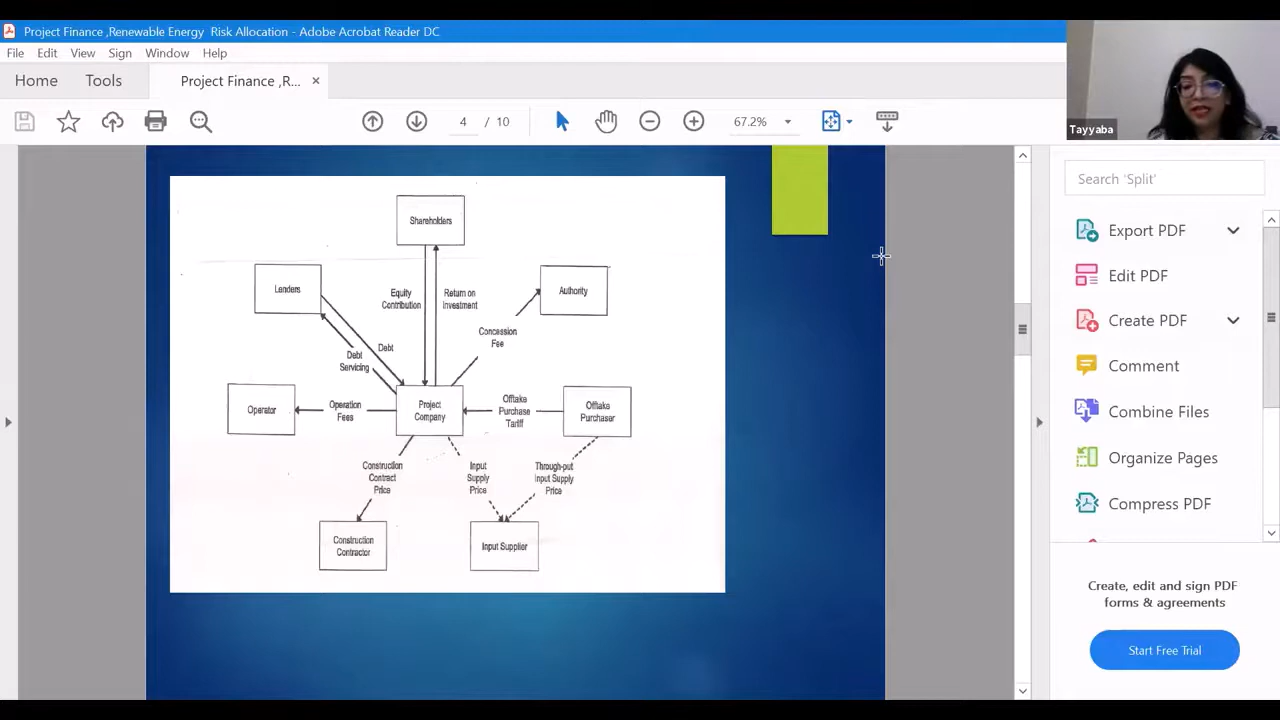 Project Finance ,Renewable Energy Risk Allocation - Adobe Acrobat Reader DC
File Edit View Sign Window Help
Home Tools Project Finance ,R... ×
4 / 10 67.2%
Tayyaba
Shareholders
Lenders
Equity
Contribution
Return on
Investment
Authority
Concession
Fee
Debt
Debt
Servicing
Operator
Operation
Fees
Project
Company
Offtake
Purchase
Tariff
Offtake
Purchaser
Construction
Contract
Price
Input
Supply
Price
Through-put
Input Supply
Price
Construction
Contractor
Input Supplier
Search 'Split'
Export PDF
Edit PDF
Create PDF
Comment
Combine Files
Organize Pages
Compress PDF
Create, edit and sign PDF
forms & agreements
Start Free Trial